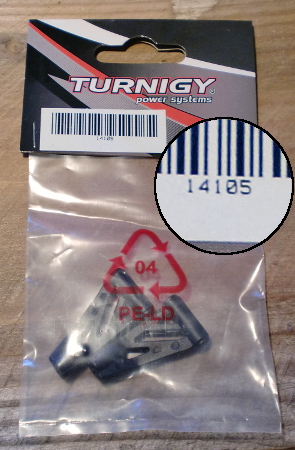 TURNIGY
power systems
14105
14105
04
PE-LD